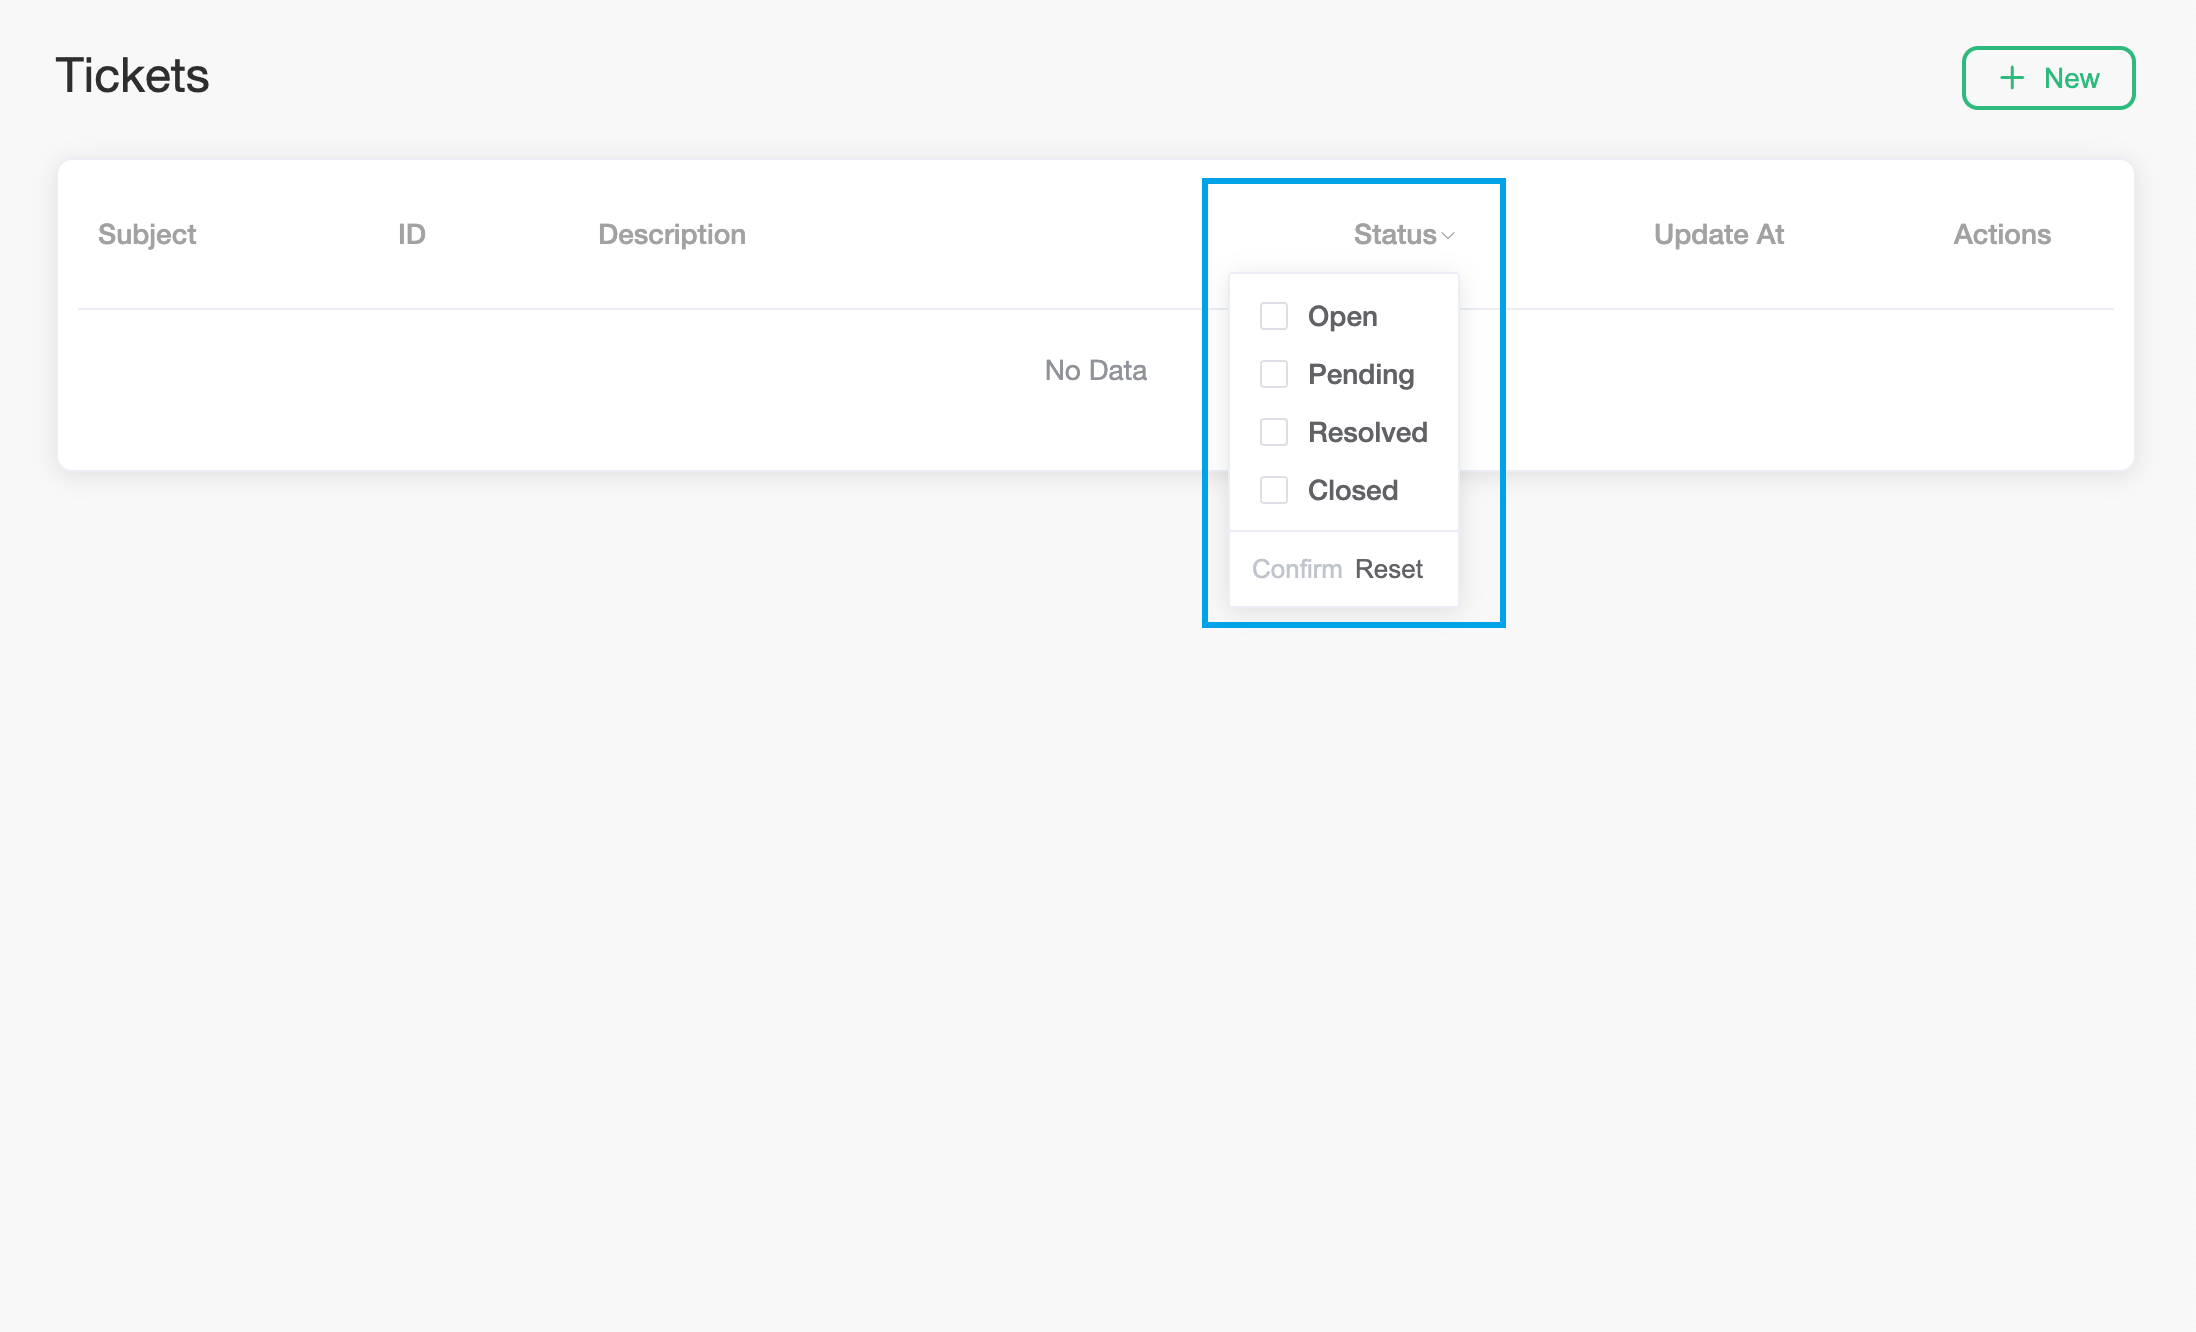 Tickets
+ New
Subject ID Description Status Update At Actions
No Data
Open
Pending
Resolved
Closed
Confirm Reset